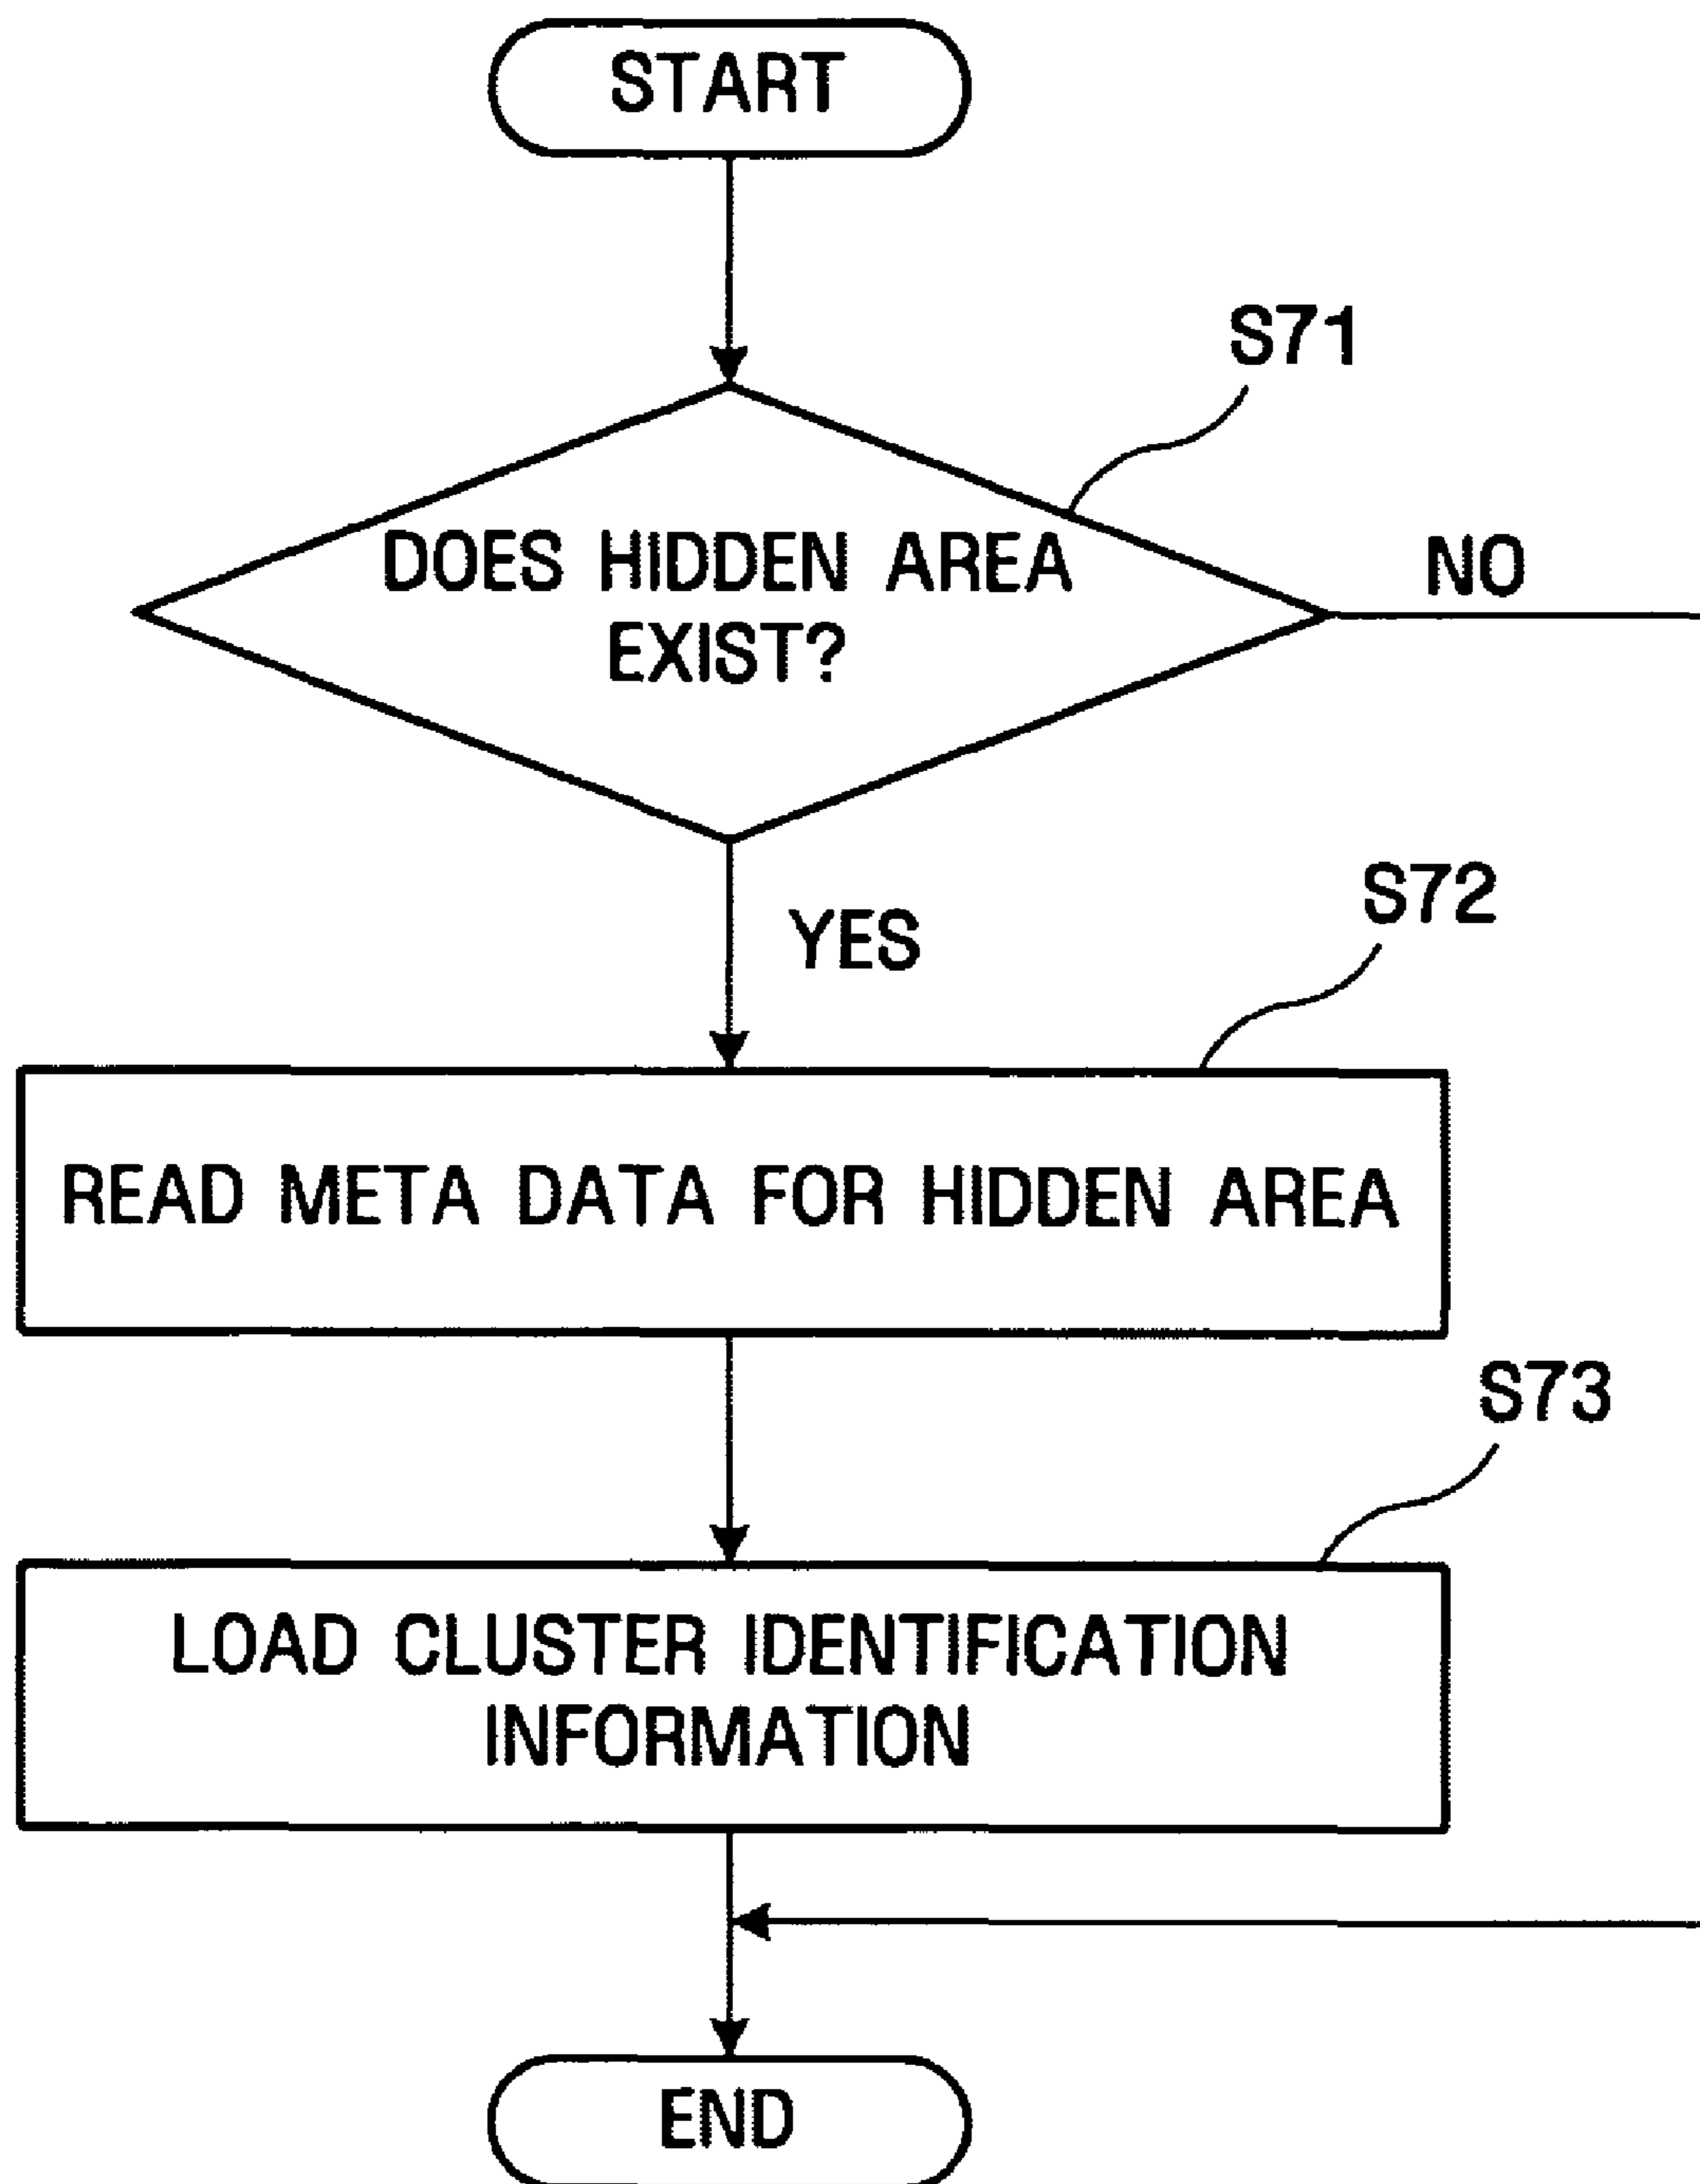 START
S71
DOES HIDDEN AREA
EXIST?
NO
YES
S72
READ META DATA FOR HIDDEN AREA
S73
LOAD CLUSTER IDENTIFICATION
INFORMATION
END